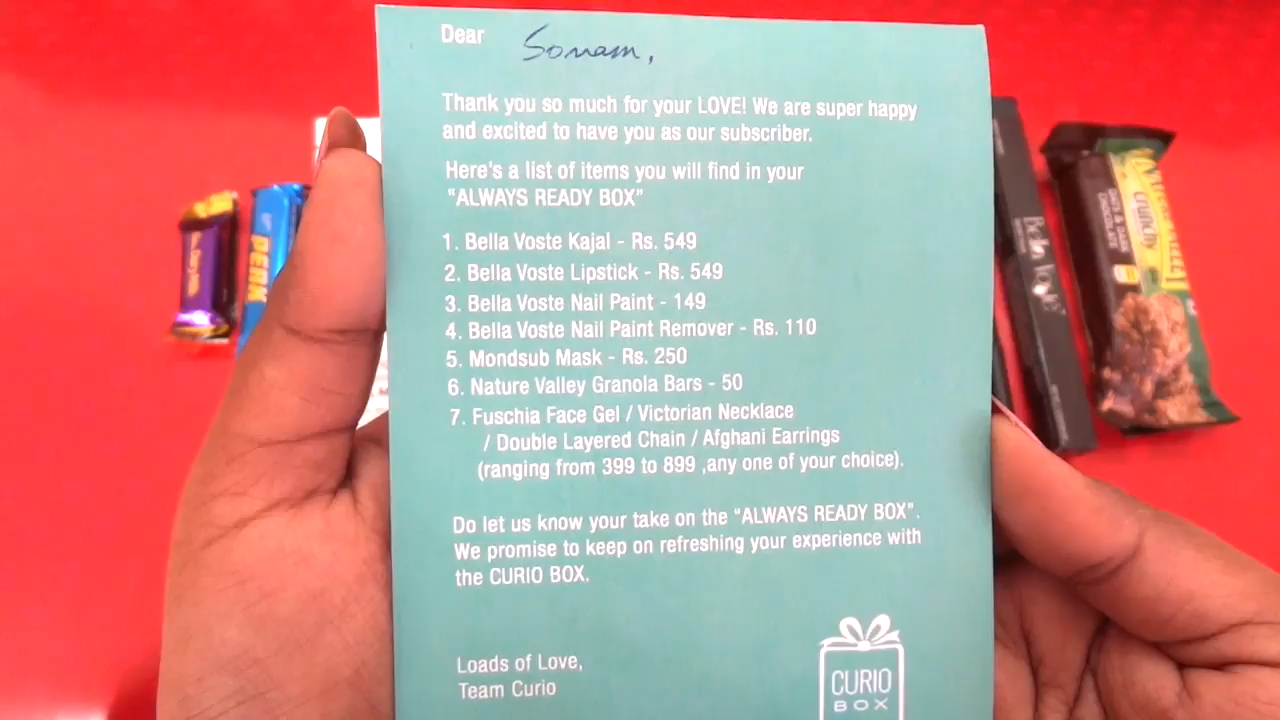 Dear Sonam,
Thank you so much for your LOVE! We are super happy
and excited to have you as our subscriber.
Here's a list of items you will find in your
"ALWAYS READY BOX"
1. Bella Voste Kajal - Rs. 549
2. Bella Voste Lipstick - Rs. 549
3. Bella Voste Nail Paint - 149
4. Bella Voste Nail Paint Remover - Rs. 110
5. Mondsub Mask - Rs. 250
6. Nature Valley Granola Bars - 50
7. Fuschia Face Gel / Victorian Necklace
/ Double Layered Chain / Afghani Earrings
(ranging from 399 to 899 ,any one of your choice).
Do let us know your take on the "ALWAYS READY BOX".
We promise to keep on refreshing your experience with
the CURIO BOX.
Loads of Love,
Team Curio
CURIO
BOX
PERK
Bella Voste
crunchy
OATS & DARK
CHOCOLATE